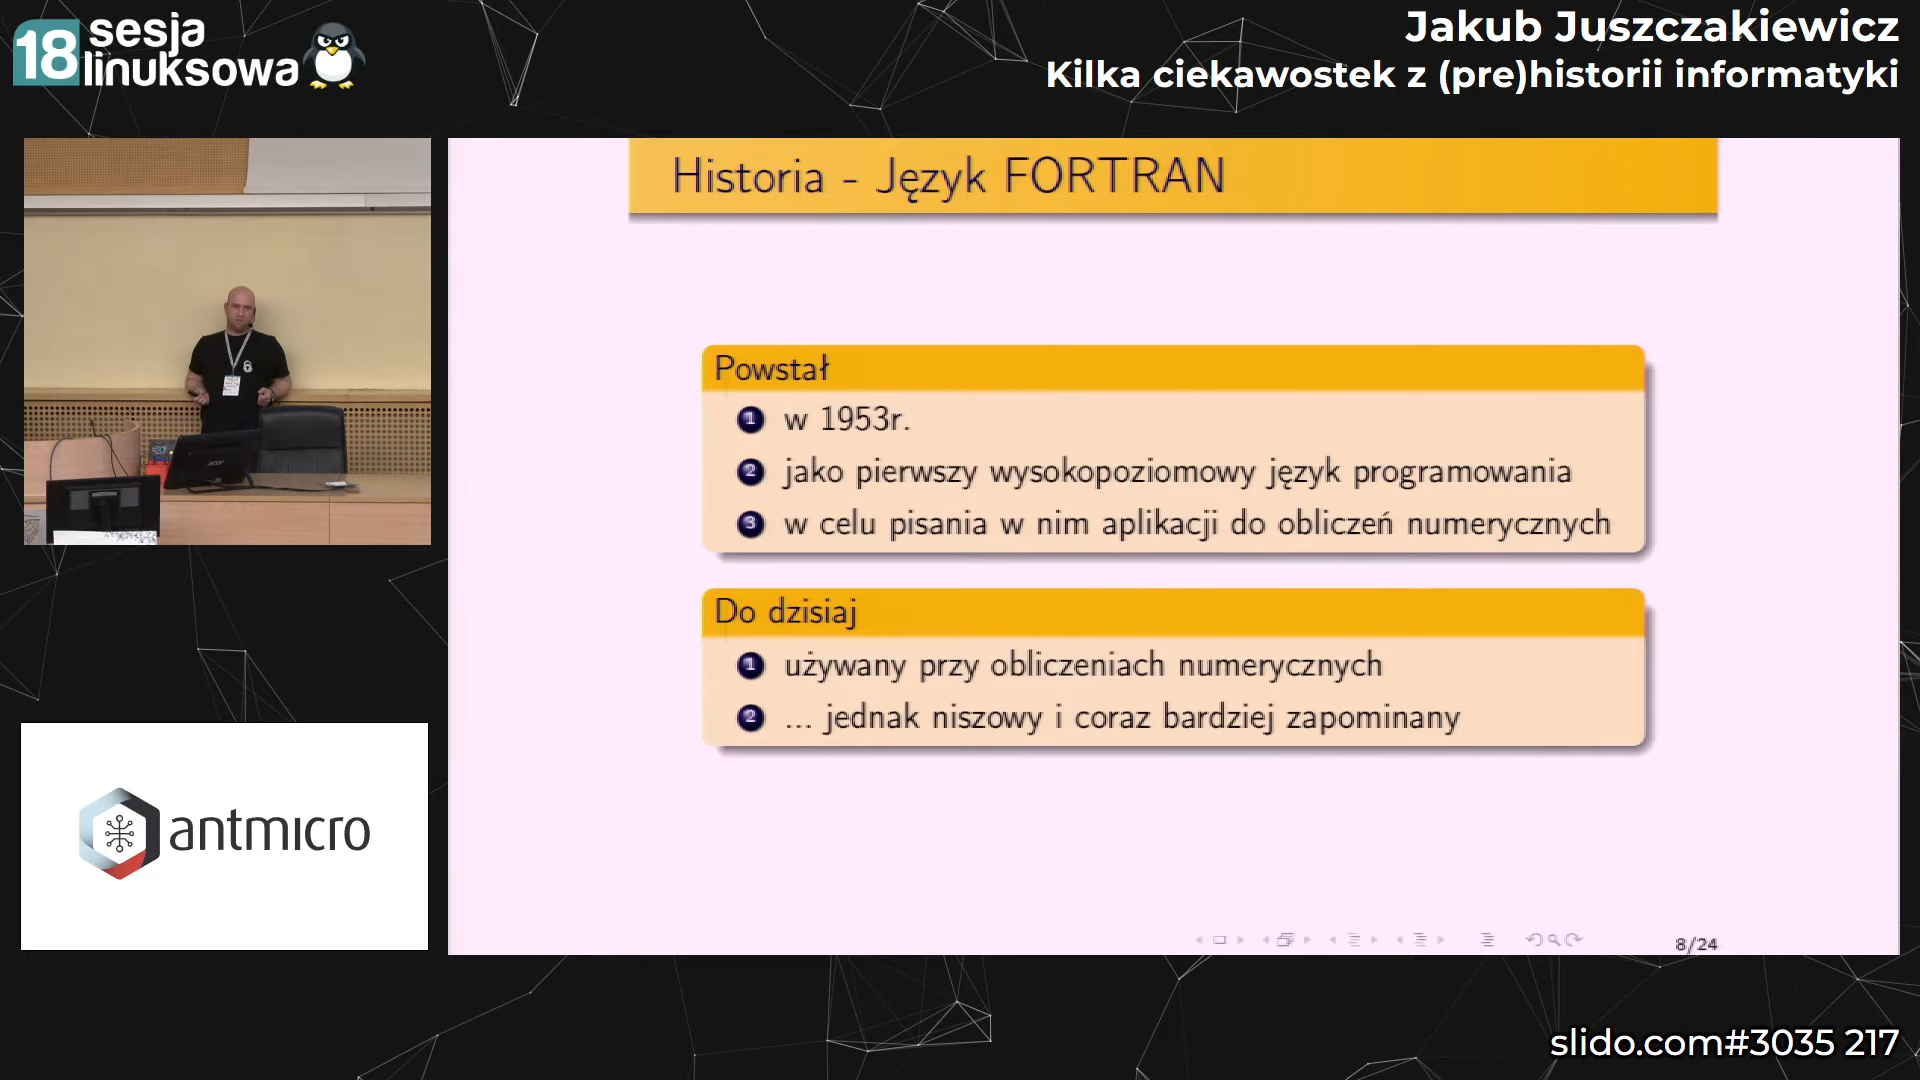 18 sesja linuksowa
Jakub Juszczakiewicz
Kilka ciekawostek z (pre)historii informatyki
Historia - Język FORTRAN
Powstał
1 w 1953r.
2 jako pierwszy wysokopoziomowy język programowania
3 w celu pisania w nim aplikacji do obliczeń numerycznych
Do dzisiaj
1 używany przy obliczeniach numerycznych
2 ... jednak niszowy i coraz bardziej zapominany
8/24
acer
antmicro
slido.com#3035 217